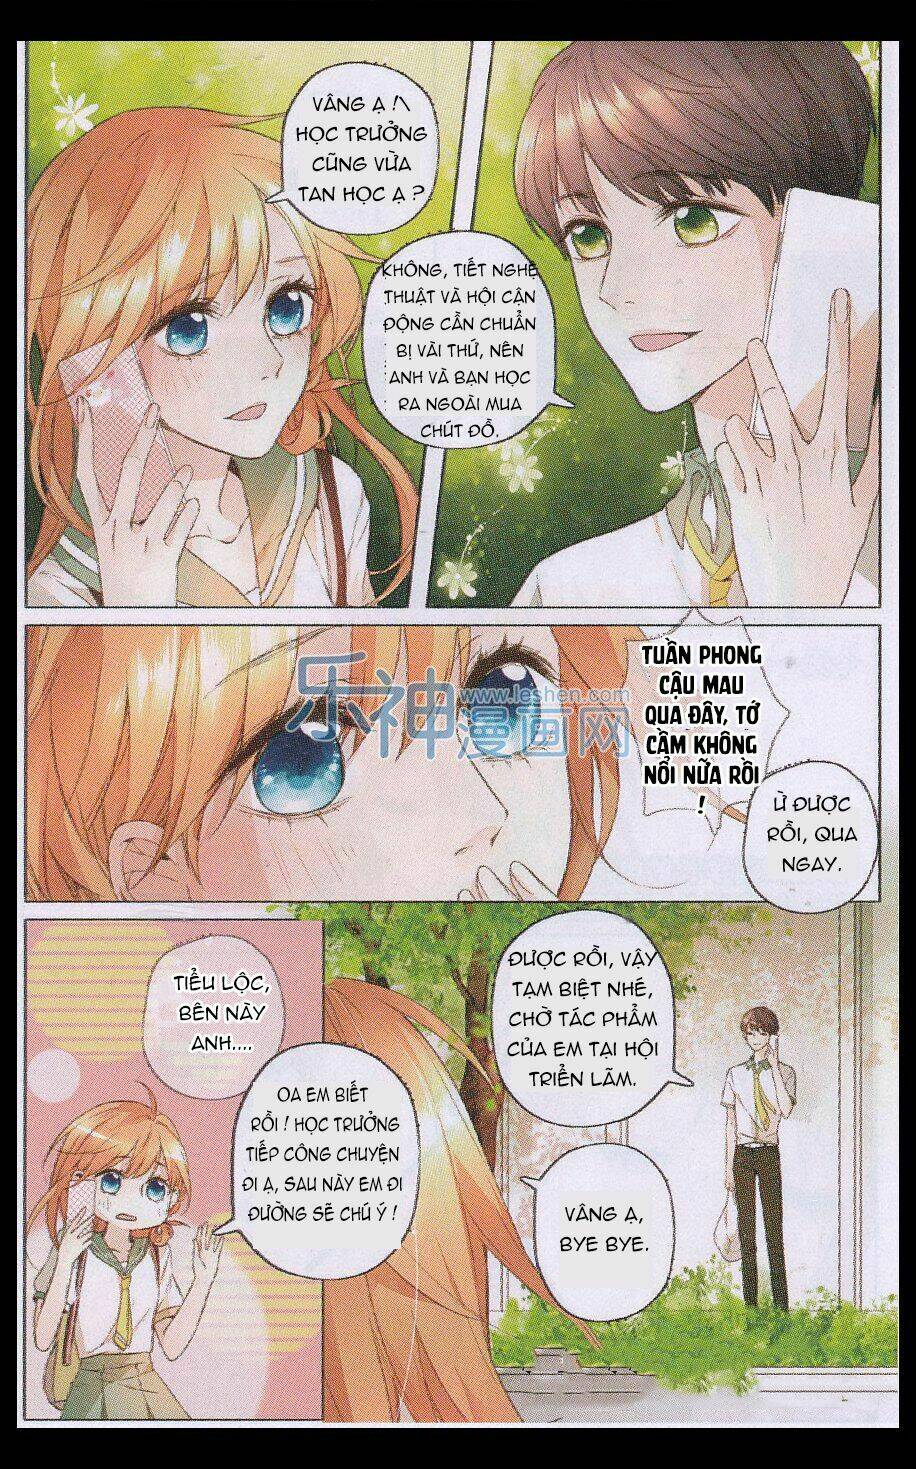 VÂNG Ạ !\
HỌC TRƯỞNG
CŨNG VỪA
TAN HỌC Ạ ?
KHÔNG, TIẾT NGHỆ
THUẬT VÀ HỘI CẬN
ĐỘNG CẦN CHUẨN
BỊ VÀI THỨ, NÊN
ANH VÀ BẠN HỌC
RA NGOÀI MUA
CHÚT ĐỒ.
TUẦN PHONG
CẬU MAU
QUA ĐÂY, TỚ
CẦM KHÔNG
NỔI NỮA RỒI
!
Ừ ĐƯỢC
RỒI, QUA
NGAY.
乐神漫画网
www.leshen.com
TIỂU LỘC,
BÊN NÀY
ANH....
OA EM BIẾT
RỒI ! HỌC TRƯỞNG
TIẾP CÔNG CHUYỆN
ĐI Ạ, SAU NÀY EM ĐI
ĐƯỜNG SẼ CHÚ Ý !
ĐƯỢC RỒI, VẬY
TẠM BIỆT NHÉ,
CHỜ TÁC PHẨM
CỦA EM TẠI HỘI
TRIỂN LÃM.
VÂNG Ạ,
BYE BYE.